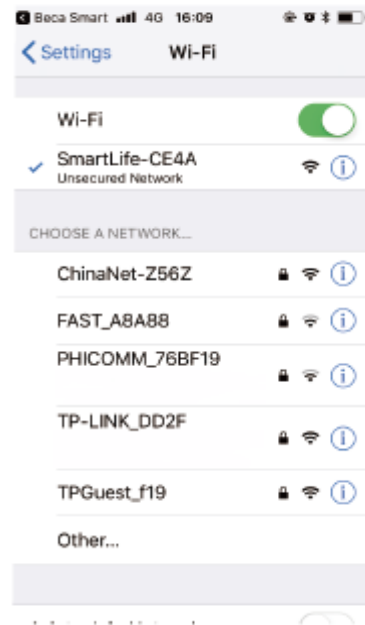 Beca Smart 4G 16:09
Settings Wi-Fi
Wi-Fi
SmartLife-CE4A
Unsecured Network
CHOOSE A NETWORK...
ChinaNet-Z56Z
FAST_A8A88
PHICOMM_76BF19
TP-LINK_DD2F
TPGuest_f19
Other...